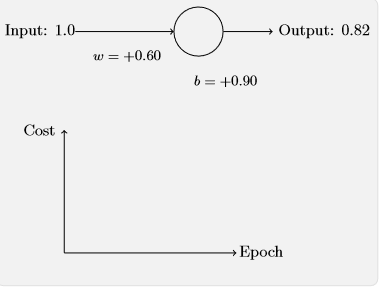 Input: 1.0
Output: 0.82
w = +0.60
b = +0.90
Cost
Epoch